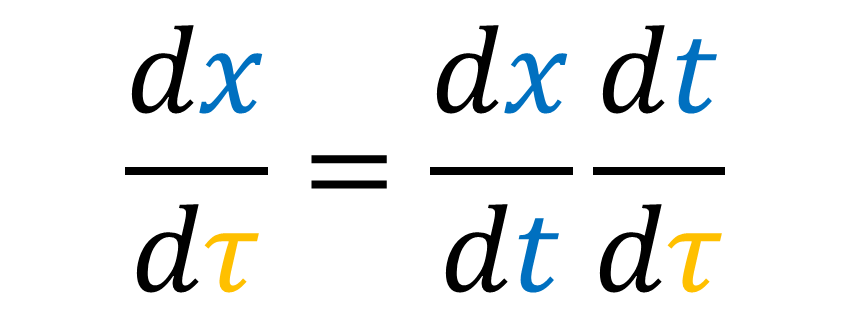 dx/dτ = dx/dt dt/dτ